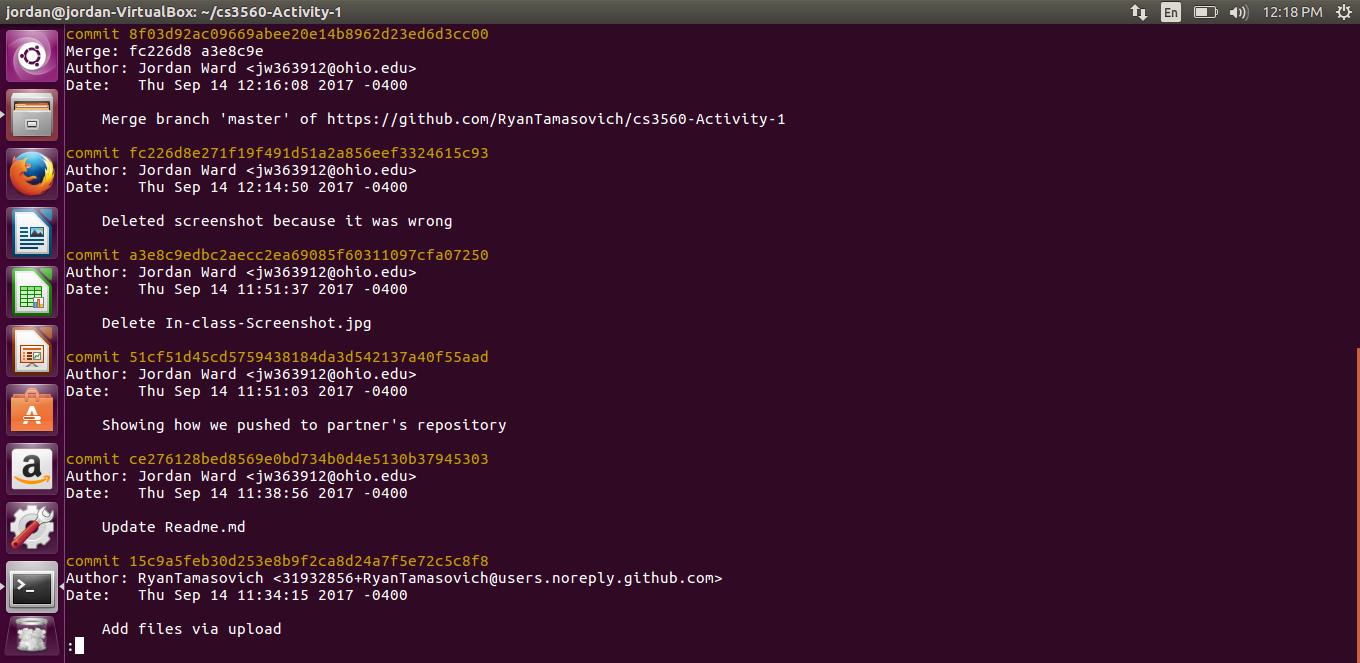 jordan@jordan-VirtualBox: ~/cs3560-Activity-1
En
12:18 PM
commit 8f03d92ac09669abee20e14b8962d23ed6d3cc00
Merge: fc226d8 a3e8c9e
Author: Jordan Ward <jw363912@ohio.edu>
Date:   Thu Sep 14 12:16:08 2017 -0400
    Merge branch 'master' of https://github.com/RyanTamasovich/cs3560-Activity-1
commit fc226d8e271f19f491d51a2a856eef3324615c93
Author: Jordan Ward <jw363912@ohio.edu>
Date:   Thu Sep 14 12:14:50 2017 -0400
    Deleted screenshot because it was wrong
commit a3e8c9edbc2aecc2ea69085f60311097cfa07250
Author: Jordan Ward <jw363912@ohio.edu>
Date:   Thu Sep 14 11:51:37 2017 -0400
    Delete In-class-Screenshot.jpg
commit 51cf51d45cd5759438184da3d542137a40f55aad
Author: Jordan Ward <jw363912@ohio.edu>
Date:   Thu Sep 14 11:51:03 2017 -0400
    Showing how we pushed to partner's repository
commit ce276128bed8569e0bd734b0d4e5130b37945303
Author: Jordan Ward <jw363912@ohio.edu>
Date:   Thu Sep 14 11:38:56 2017 -0400
    Update Readme.md
commit 15c9a5feb30d253e8b9f2ca8d24a7f5e72c5c8f8
Author: RyanTamasovich <31932856+RyanTamasovich@users.noreply.github.com>
Date:   Thu Sep 14 11:34:15 2017 -0400
    Add files via upload
: